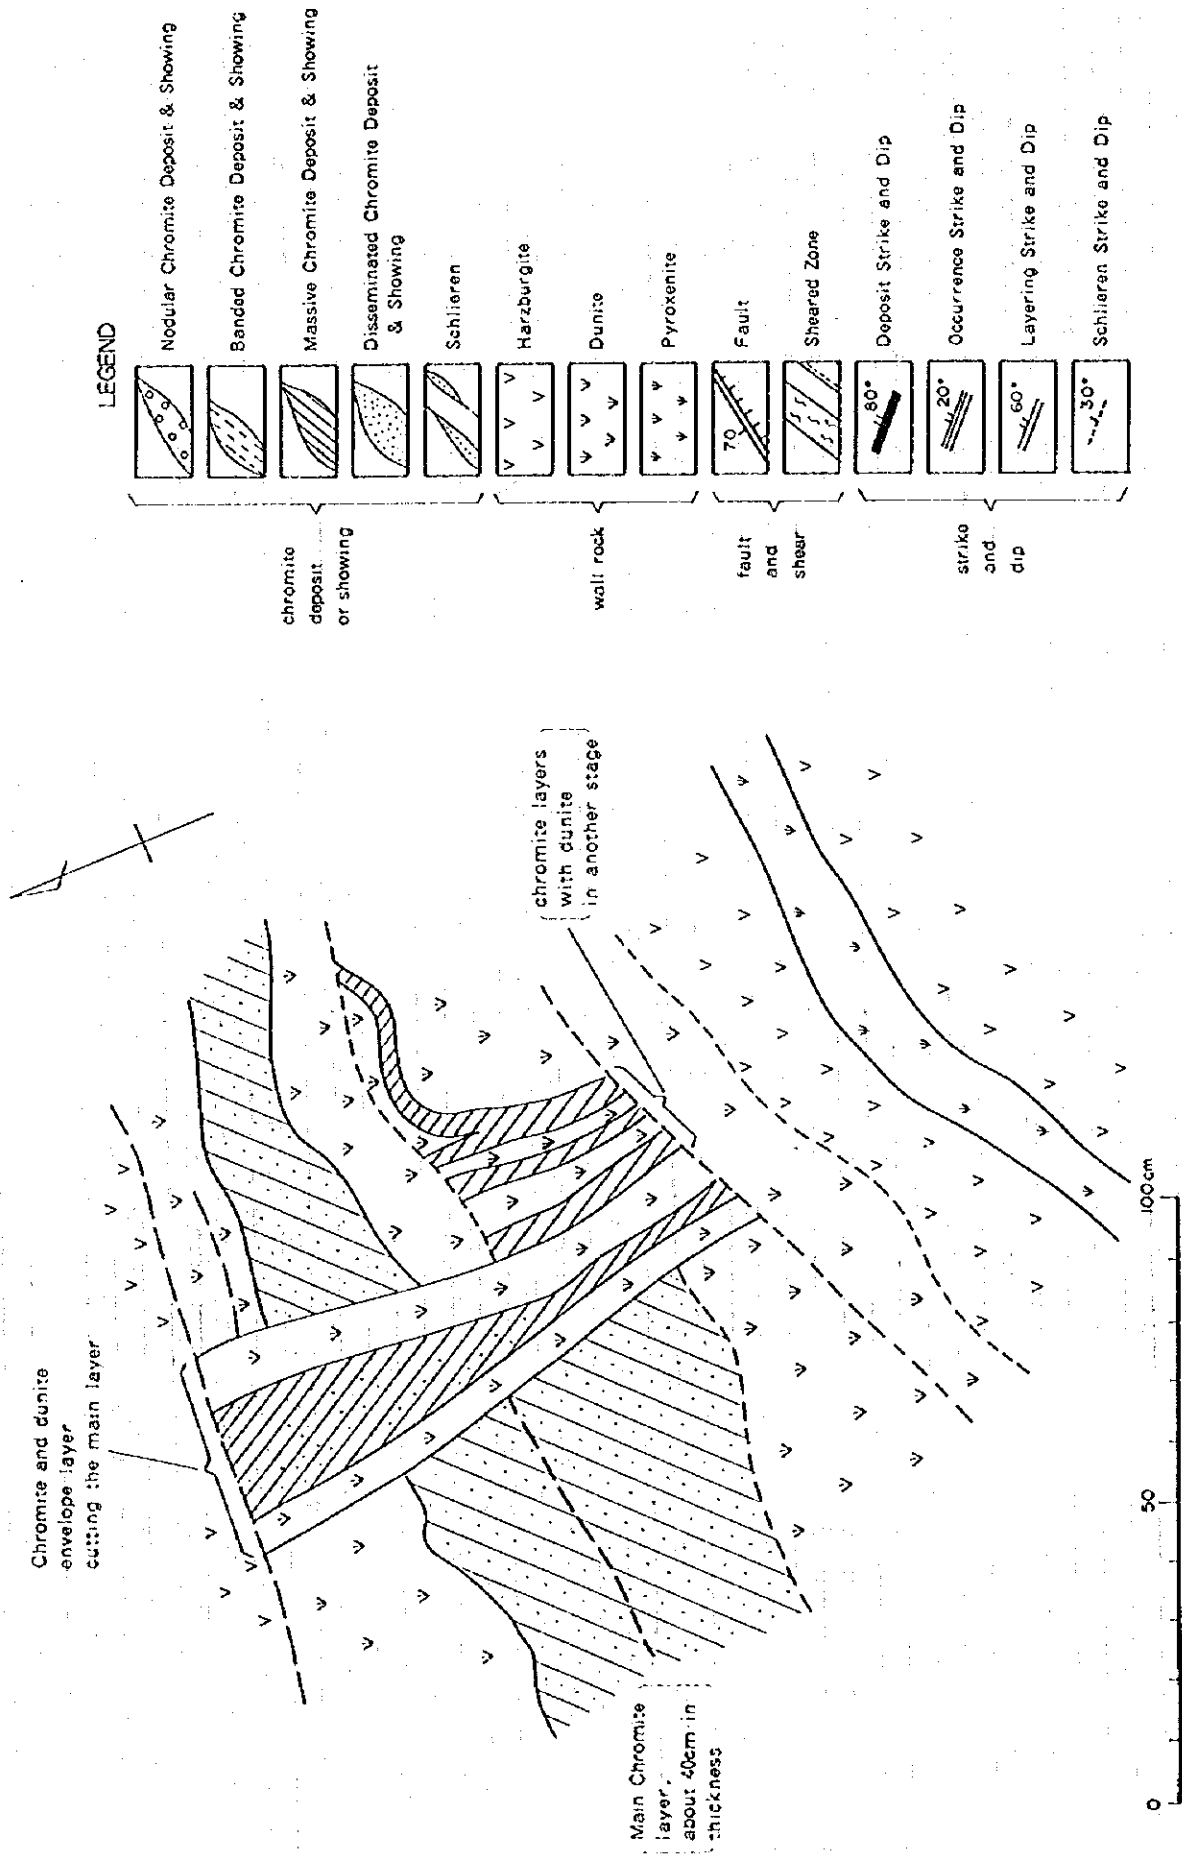 LEGEND
Nodular Chromite Deposit & Showing
Banded Chromite Deposit & Showing
Massive Chromite Deposit & Showing
Disseminated Chromite Deposit
& Showing
Schlieren
chromite
deposit
or showing
Harzburgite
Dunite
Pyroxenite
wall rock
70
Fault
Sheared Zone
fault
and
shear
80°
Deposit Strike and Dip
20°
Occurrence Strike and Dip
60°
Layering Strike and Dip
30°
Schlieren Strike and Dip
strike
and
dip
Chromite and dunite
envelope layer
cutting the main layer
chromite layers
with dunite
in another stage
Main Chromite
layer,
about 40cm in
thickness
0
50
100cm